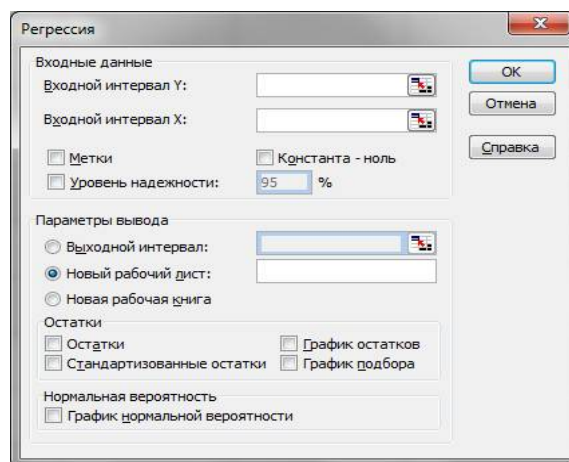 Регрессия
Входные данные
Входной интервал Y:
Входной интервал X:
Метки
Константа - ноль
Уровень надежности:
95 %
OK
Отмена
Справка
Параметры вывода
Выходной интервал:
Новый рабочий лист:
Новая рабочая книга
Остатки
Остатки
График остатков
Стандартизованные остатки
График подбора
Нормальная вероятность
График нормальной вероятности